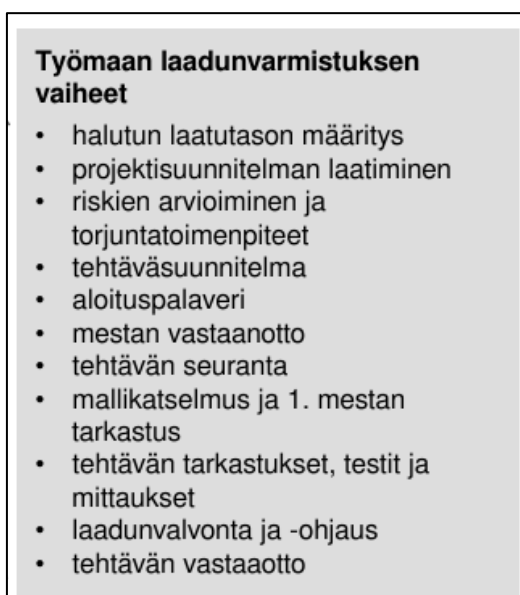 Työmaan laadunvarmistuksen
vaiheet
• halutun laatutason määritys
• projektisuunnitelman laatiminen
• riskien arvioiminen ja
torjuntatoimenpiteet
• tehtäväsuunnitelma
• aloituspalaveri
• mestan vastaanotto
• tehtävän seuranta
• mallikatselmus ja 1. mestan
tarkastus
• tehtävän tarkastukset, testit ja
mittaukset
• laadunvalvonta ja -ohjaus
• tehtävän vastaaotto